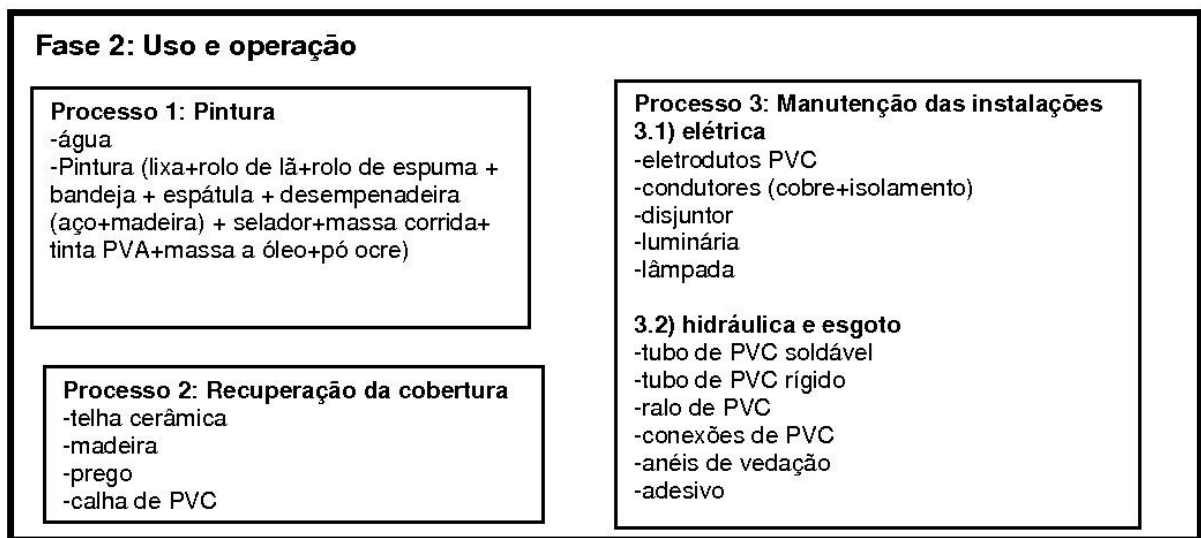 Fase 2: Uso e operação
Processo 1: Pintura
-água
-Pintura (lixa+rolo de lã+rolo de espuma +
bandeja + espátula + desempenadeira
(aço+madeira) + selador+massa corrida+
tinta PVA+massa a óleo+pó ocre)
Processo 2: Recuperação da cobertura
-telha cerâmica
-madeira
-prego
-calha de PVC
Processo 3: Manutenção das instalações
3.1) elétrica
-eletrodutos PVC
-condutores (cobre+isolamento)
-disjuntor
-luminária
-lâmpada
3.2) hidráulica e esgoto
-tubo de PVC soldável
-tubo de PVC rígido
-ralo de PVC
-conexões de PVC
-anéis de vedação
-adesivo